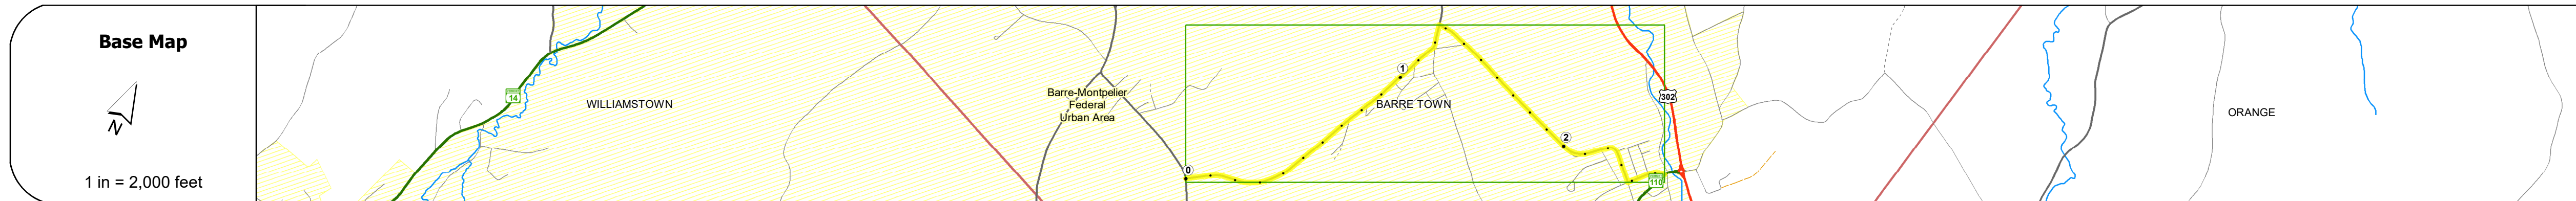 Base Map
N
1 in = 2,000 feet
14
WILLIAMSTOWN
Barre-Montpelier
Federal
Urban Area
0
1
BARRE TOWN
2
302
110
ORANGE